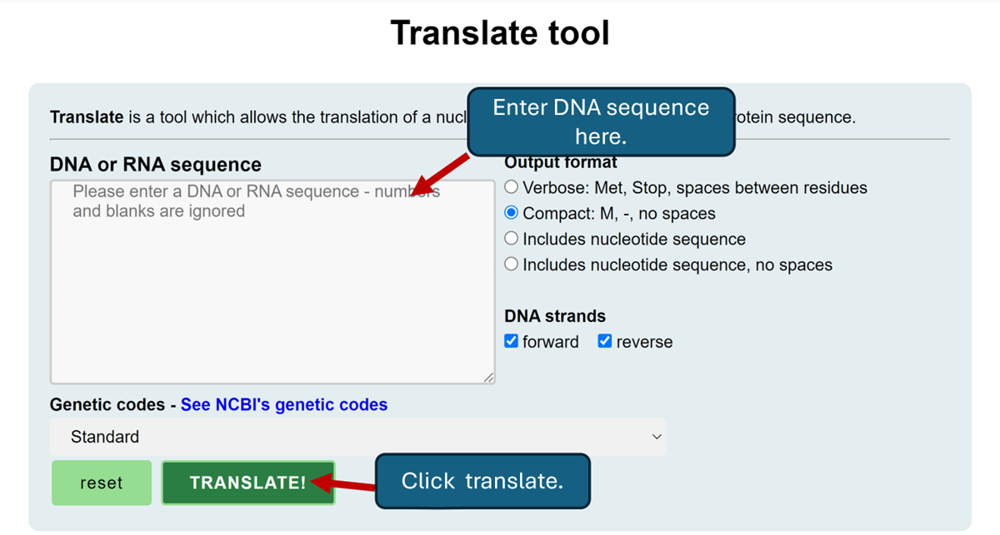 Translate tool
Translate is a tool which allows the translation of a nucl
otein sequence.
Enter DNA sequence
here.
DNA or RNA sequence
Please enter a DNA or RNA sequence - numbers
and blanks are ignored
Output format
Verbose: Met, Stop, spaces between residues
Compact: M, -, no spaces
Includes nucleotide sequence
Includes nucleotide sequence, no spaces
DNA strands
forward reverse
Genetic codes - See NCBI's genetic codes
Standard
reset
TRANSLATE!
Click translate.